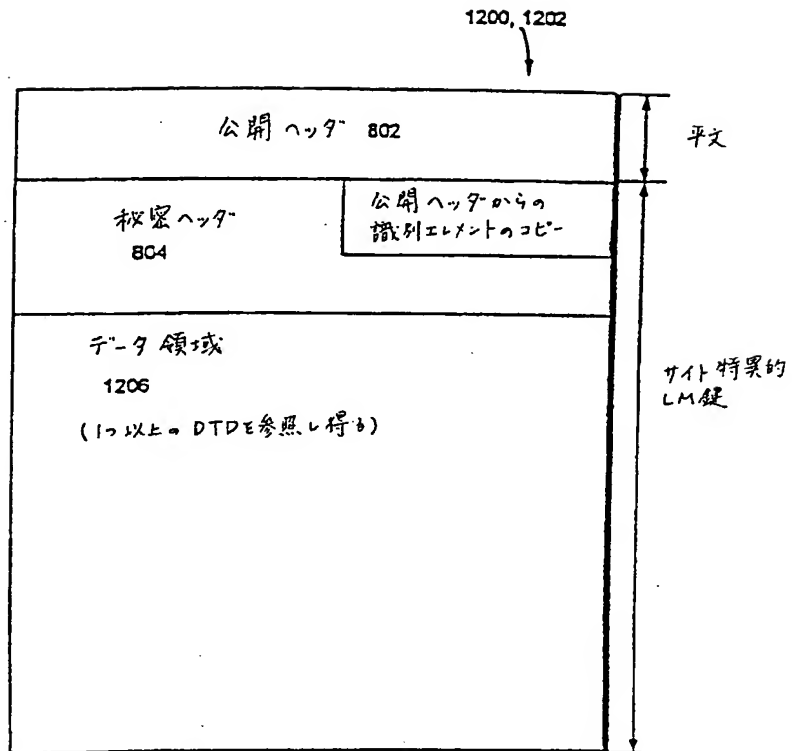 1200, 1202
公開ヘッダ 802
平文
秘密ヘッダ
804
公開ヘッダからの
識別エレメントのコピー
データ領域
1206
(1つ以上のDTDを参照し得る)
サイト特異的
LM鍵